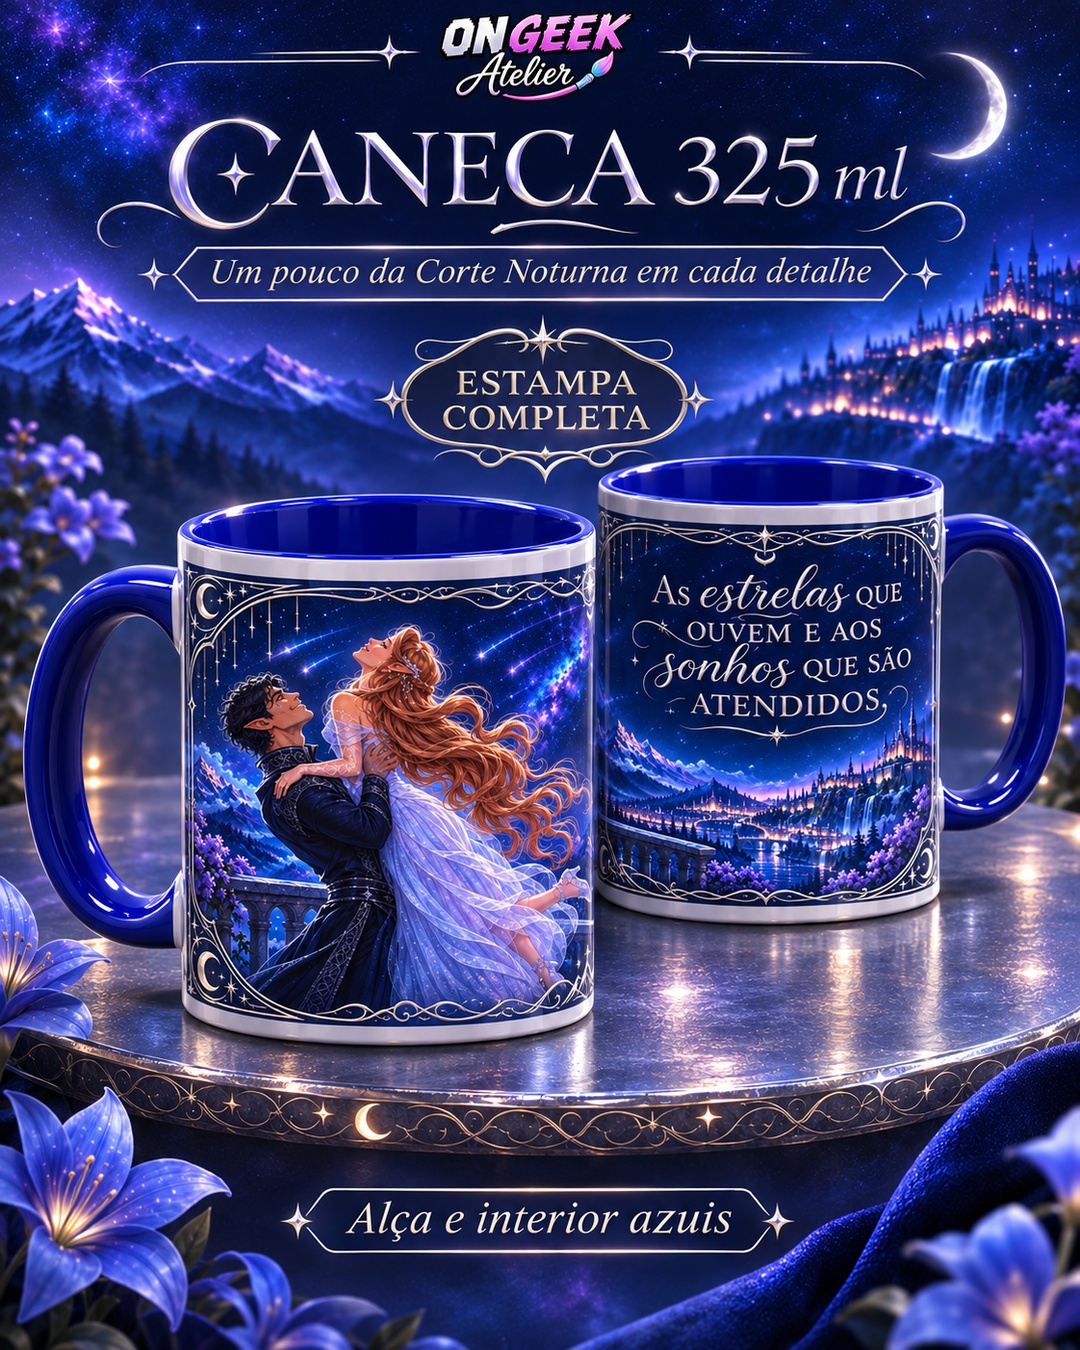 ONGEEK
Atelier
CANECA 325 ml
Um pouco da Corte Noturna em cada detalhe
ESTAMPA
COMPLETA
As estrelas que
ouvem e aos
sonhos que são
atendidos,
Alça e interior azuis